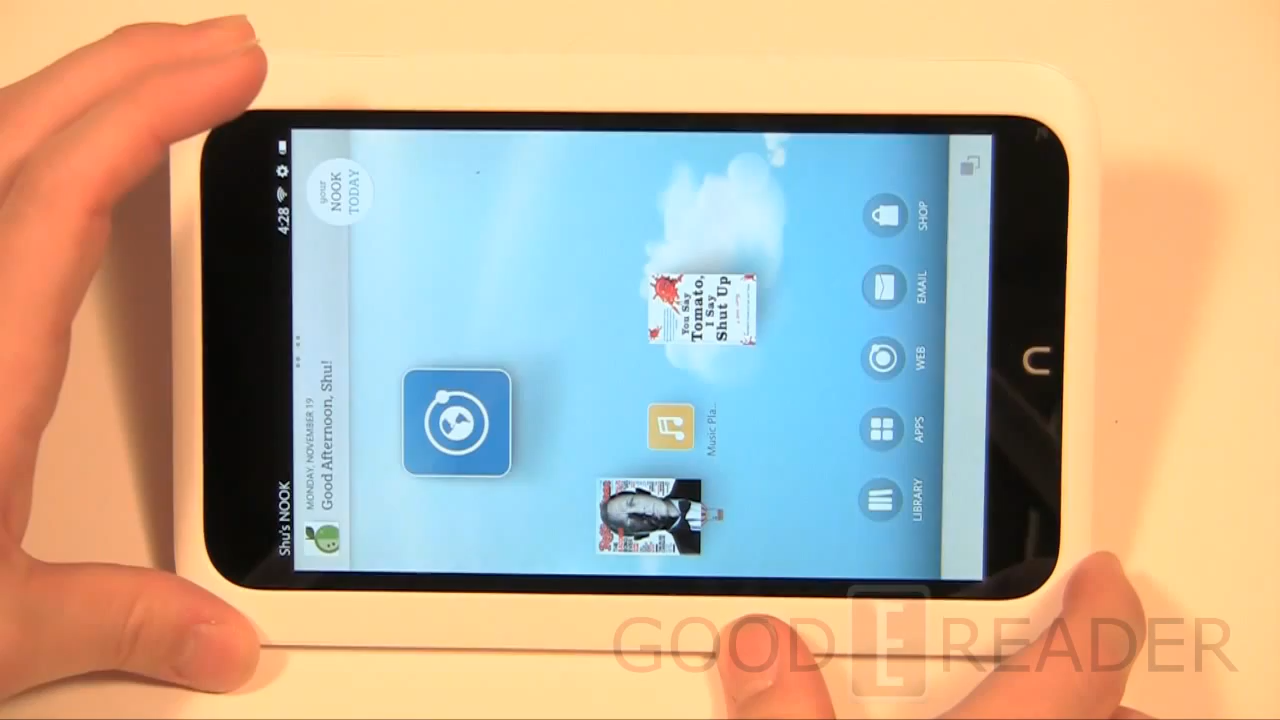 Shu's NOOK
4:28
MONDAY, NOVEMBER 19
Good Afternoon, Shu!
your
NOOK
TODAY
You Say
Tomato,
I Say
Shut Up
Music Pla...
LIBRARY
APPS
WEB
EMAIL
SHOP
GOOD E READER